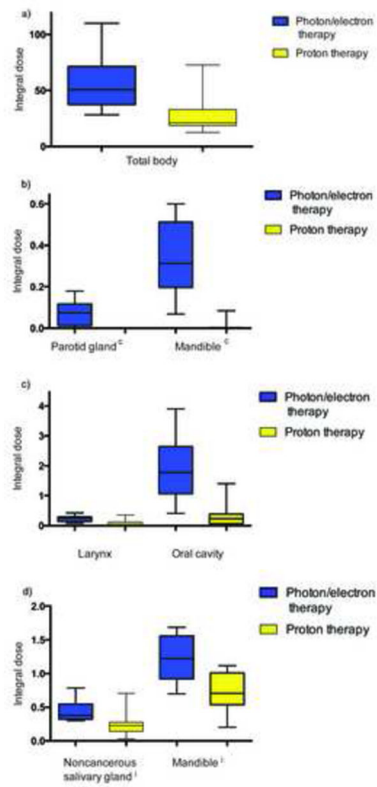 a)
Photon/electron
therapy
Proton therapy
Integral dose
100
50
0
Total body
b)
Photon/electron
therapy
Proton therapy
Integral dose
0.6
0.4
0.2
0.0
Parotid gland c
Mandible c
c)
Photon/electron
therapy
Proton therapy
Integral dose
4
3
2
1
0
Larynx
Oral cavity
d)
Photon/electron
therapy
Proton therapy
Integral dose
2.0
1.5
1.0
0.5
0.0
Noncancerous
salivary gland i
Mandible i